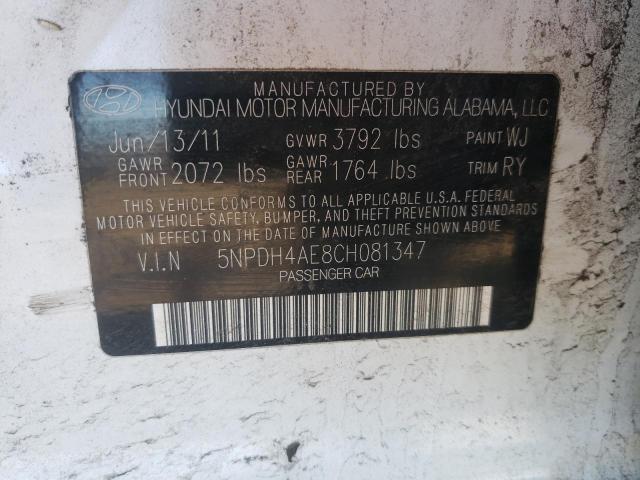 MANUFACTURED BY
HYUNDAI MOTOR MANUFACTURING ALABAMA, LLC
Jun/13/11 GVWR 3792 lbs PAINT WJ
GAWR FRONT 2072 lbs GAWR REAR 1764 lbs TRIM RY
THIS VEHICLE CONFORMS TO ALL APPLICABLE U.S.A. FEDERAL
MOTOR VEHICLE SAFETY, BUMPER, AND THEFT PREVENTION STANDARDS
IN EFFECT ON THE DATE OF MANUFACTURE SHOWN ABOVE
V.I.N 5NPDH4AE8CH081347
PASSENGER CAR